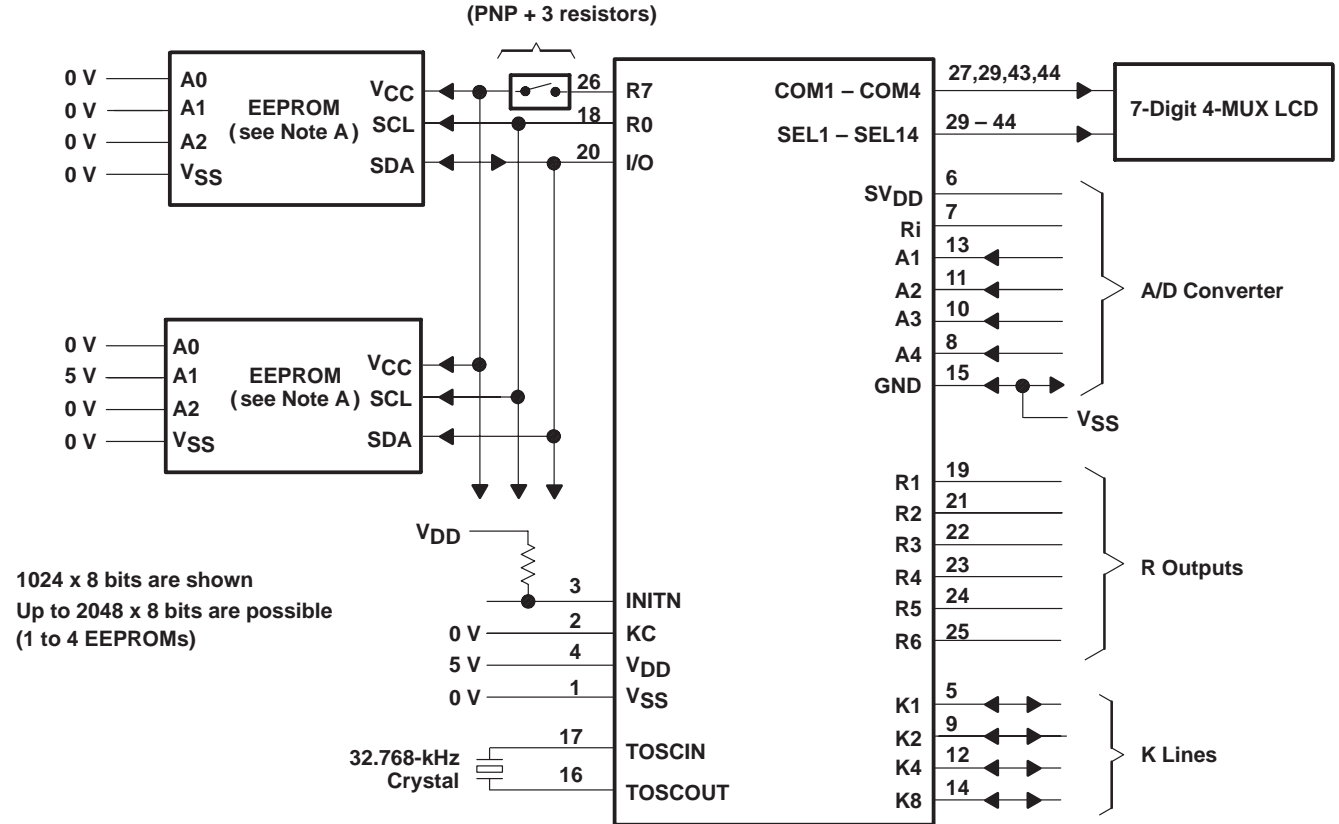 (PNP + 3 resistors)
0 V
0 V
0 V
0 V
A0
A1
A2
VSS
EEPROM
(see Note A)
VCC
SCL
SDA
26
18
20
R7
R0
I/O
COM1 – COM4
SEL1 – SEL14
27,29,43,44
29 – 44
7-Digit 4-MUX LCD
SVDD
Ri
A1
A2
A3
A4
GND
6
7
13
11
10
8
15
VSS
A/D Converter
0 V
5 V
0 V
0 V
A0
A1
A2
VSS
EEPROM
(see Note A)
VCC
SCL
SDA
R1
R2
R3
R4
R5
R6
19
21
22
23
24
25
R Outputs
1024 x 8 bits are shown
Up to 2048 x 8 bits are possible
(1 to 4 EEPROMs)
VDD
3
INITN
0 V
2
KC
5 V
4
VDD
0 V
1
VSS
32.768-kHz
Crystal
17
TOSCIN
16
TOSCOUT
K1
K2
K4
K8
5
9
12
14
K Lines